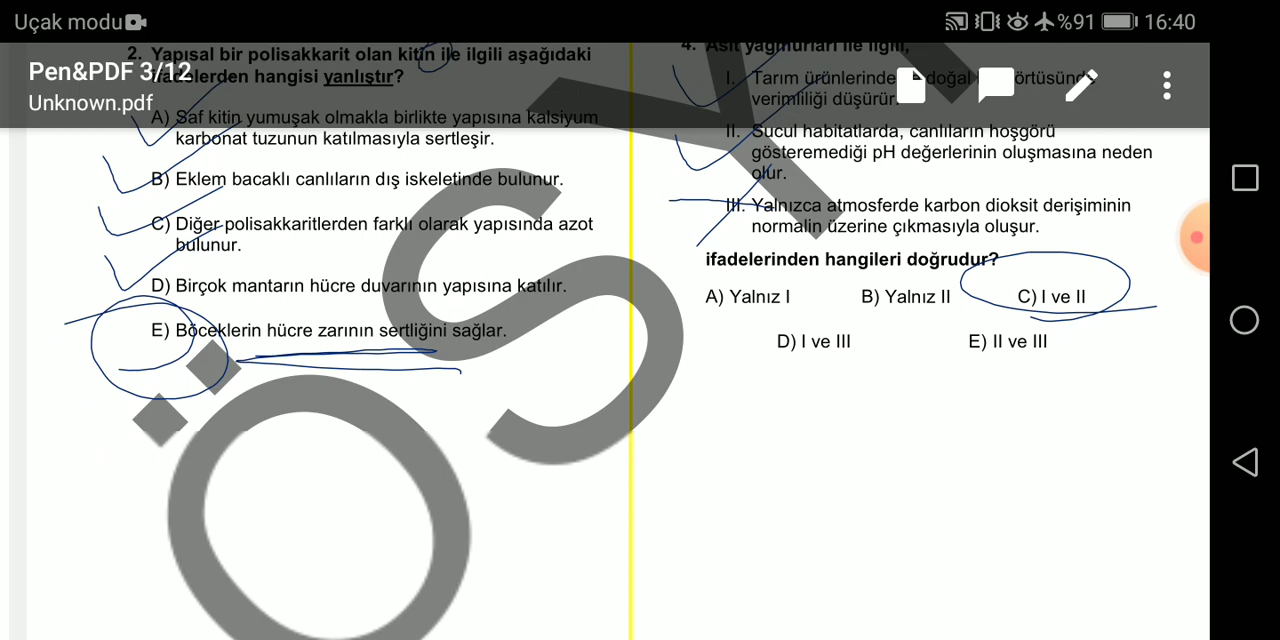 Uçak modu
%91 16:40
Pen&PDF 3/12
Unknown.pdf
2. Yapısal bir polisakkarit olan kitin ile ilgili aşağıdaki
ifadelerden hangisi yanlıştır?
A) Saf kitin yumuşak olmakla birlikte yapısına kalsiyum
karbonat tuzunun katılmasıyla sertleşir.
B) Eklem bacaklı canlıların dış iskeletinde bulunur.
C) Diğer polisakkaritlerden farklı olarak yapısında azot
bulunur.
D) Birçok mantarın hücre duvarının yapısına katılır.
E) Böceklerin hücre zarının sertliğini sağlar.
4. Asit yağmurları ile ilgili,
I. Tarım ürünlerinde doğal örtüsünde
verimliliği düşürür.
II. Sucul habitatlarda, canlıların hoşgörü
gösteremediği pH değerlerinin oluşmasına neden
olur.
III. Yalnızca atmosferde karbon dioksit derişiminin
normalin üzerine çıkmasıyla oluşur.
ifadelerinden hangileri doğrudur?
A) Yalnız I B) Yalnız II C) I ve II
D) I ve III E) II ve III
ÖSY